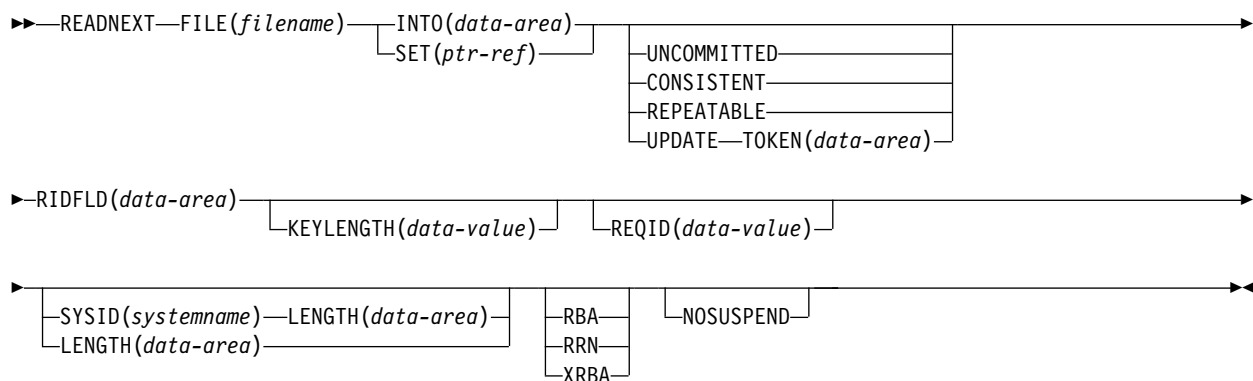 READNEXT FILE(filename) INTO(data-area)
SET(ptr-ref) UNCOMMITTED
CONSISTENT
REPEATABLE
UPDATE TOKEN(data-area)
RIDFLD(data-area)
KEYLENGTH(data-value) REQID(data-value)
SYSID(systemname) LENGTH(data-area) RBA NOSUSPEND
LENGTH(data-area) RRN
XRBA